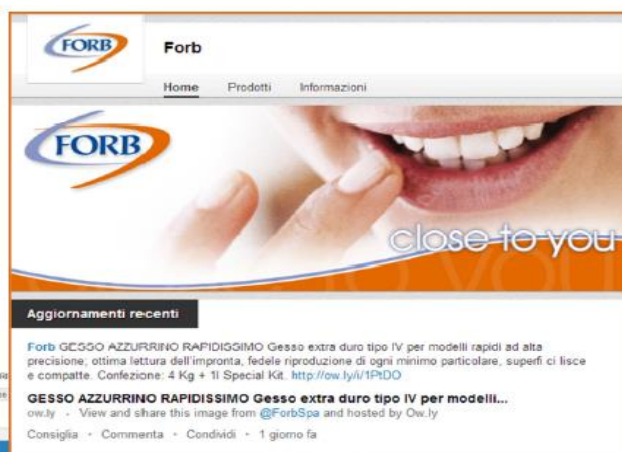 FORB
Forb
Home Prodotti Informazioni
FORB
close to you
Aggiornamenti recenti
Forb GESSO AZZURRINO RAPIDISSIMO Gesso extra duro tipo IV per modelli rapidi ad alta
precisione; ottima lettura dell'impronta, fedele riproduzione di ogni minimo particolare, superfi ci lisce
e compatte. Confezione: 4 Kg + 1l Special Kit. http://ow.ly/i/1PtDO
GESSO AZZURRINO RAPIDISSIMO Gesso extra duro tipo IV per modelli...
ow.ly · View and share this image from @ForbSpa and hosted by Ow.ly
Consiglia · Commenta · Condividi · 1 giorno fa